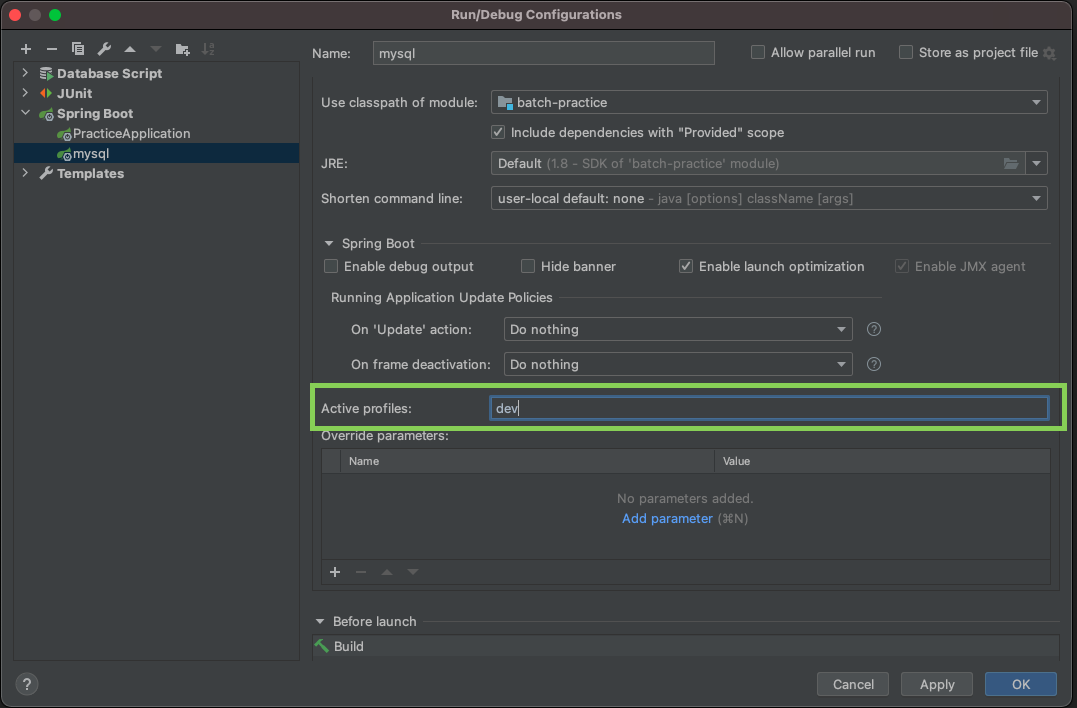 Run/Debug Configurations
Name: mysql
Allow parallel run
Store as project file
Database Script
JUnit
Spring Boot
PracticeApplication
mysql
Templates
Use classpath of module: batch-practice
Include dependencies with "Provided" scope
JRE: Default (1.8 - SDK of 'batch-practice' module)
Shorten command line: user-local default: none - java [options] className [args]
Spring Boot
Enable debug output Hide banner Enable launch optimization Enable JMX agent
Running Application Update Policies
On 'Update' action: Do nothing ?
On frame deactivation: Do nothing ?
Active profiles: dev
Override parameters:
Name Value
No parameters added.
Add parameter (⌘N)
Before launch
Build
? Cancel Apply OK